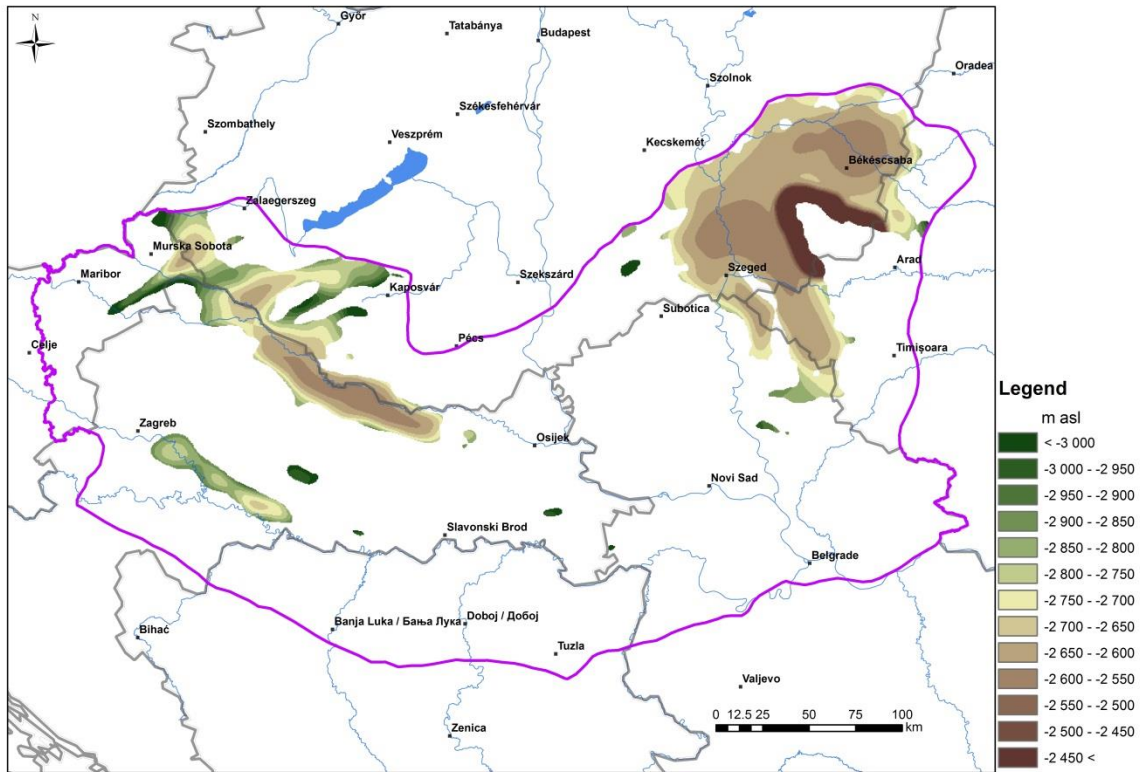 N
Győr
Tatabánya
Budapest
Oradea
Szolnok
Székesfehérvár
Szombathely
Veszprém
Kecskemét
Békéscsaba
Zalaegerszeg
Murska Sobota
Maribor
Kaposvár
Szekszárd
Szeged
Arad
Subotica
Celje
Pécs
Timișoara
Zagreb
Osijek
Novi Sad
Slavonski Brod
Belgrade
Banja Luka / Бања Лука
Doboj / Добој
Bihać
Tuzla
Valjevo
Zenica
0 12.5 25 50 75 100
km
Legend
m asl
< -3 000
-3 000 - -2 950
-2 950 - -2 900
-2 900 - -2 850
-2 850 - -2 800
-2 800 - -2 750
-2 750 - -2 700
-2 700 - -2 650
-2 650 - -2 600
-2 600 - -2 550
-2 550 - -2 500
-2 500 - -2 450
-2 450 <